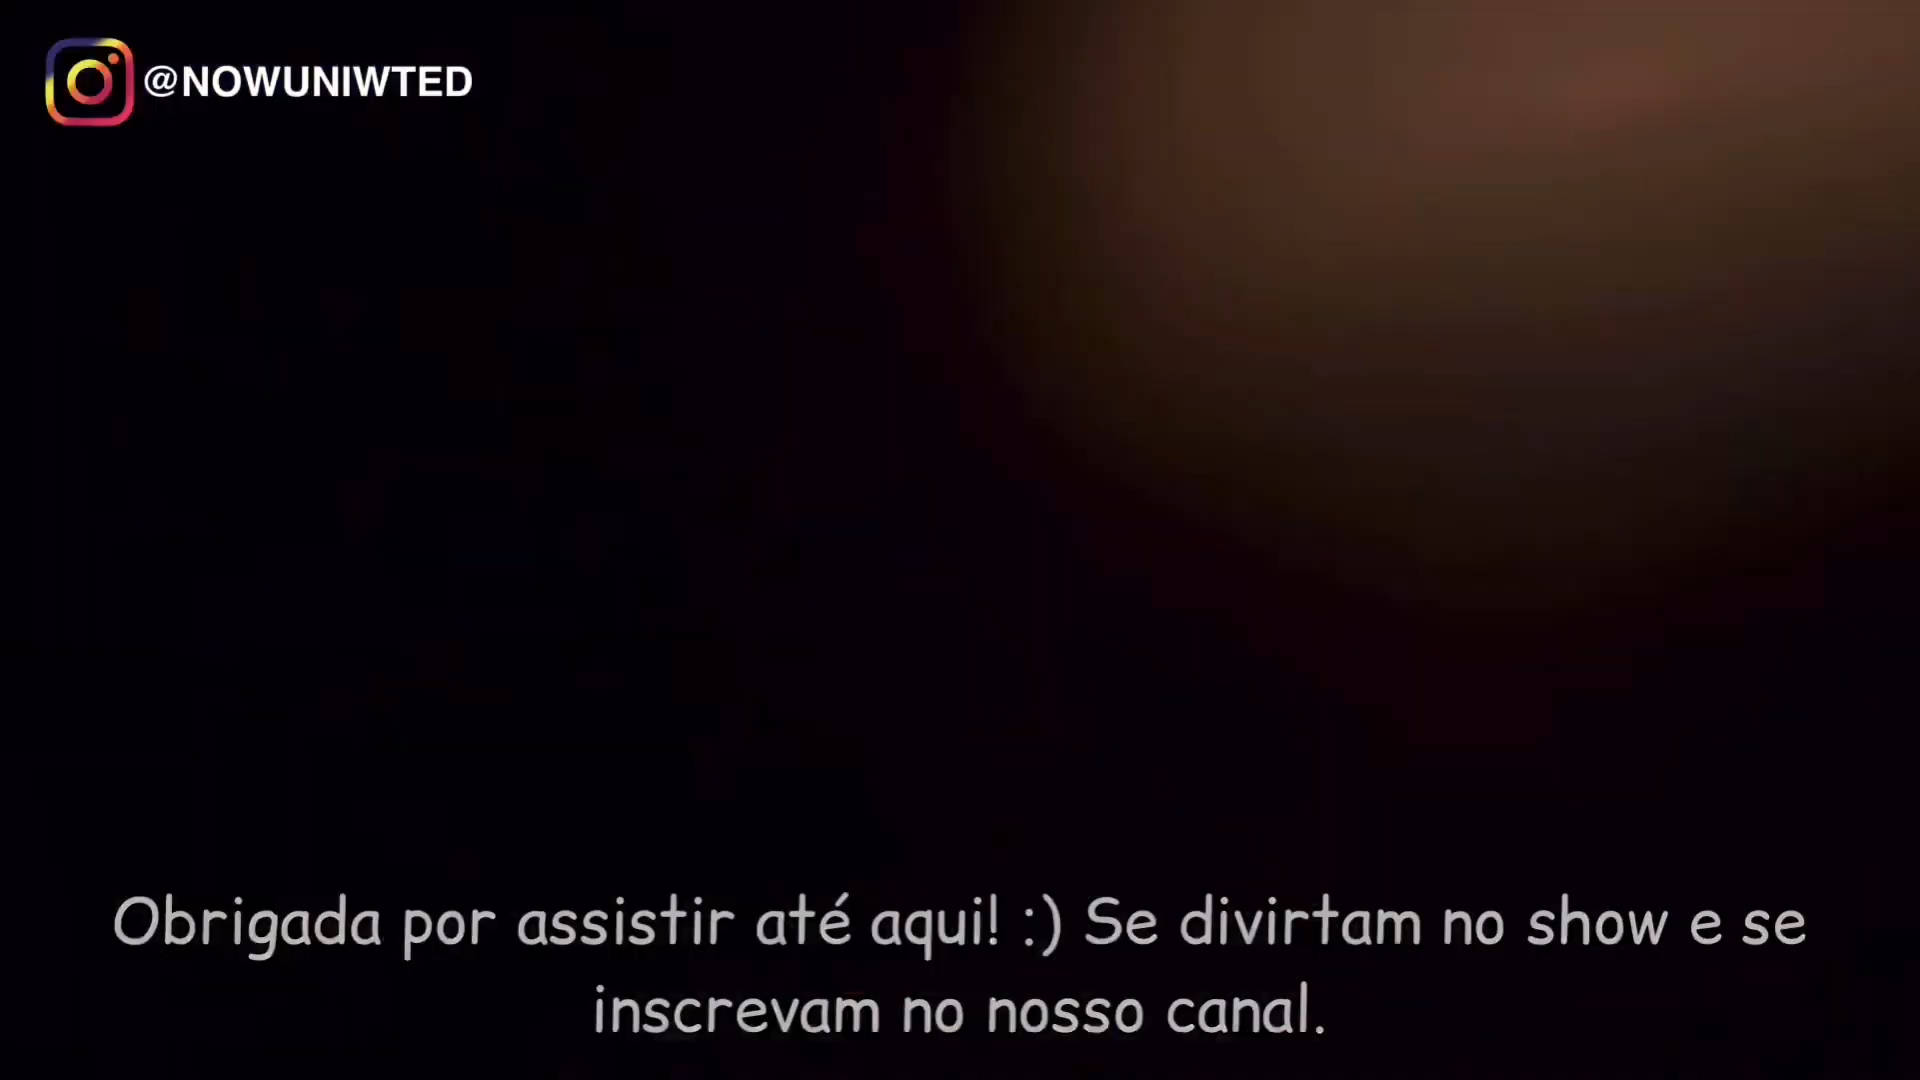 @NOWUNIWTED
Obrigada por assistir até aqui! :) Se divirtam no show e se
inscrevam no nosso canal.